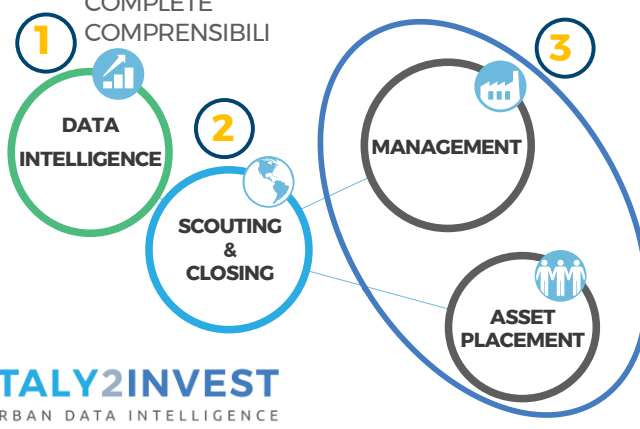 COMPLETE
COMPRENSIBILI
1
DATA
INTELLIGENCE
2
SCOUTING
&
CLOSING
3
MANAGEMENT
ASSET
PLACEMENT
TALY2INVEST
RBAN DATA INTELLIGENCE